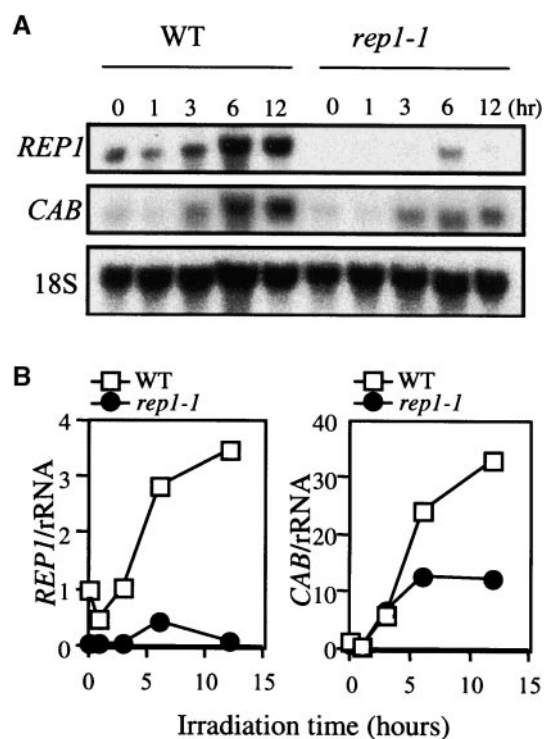 A
WT rep1-1
0 1 3 6 12 0 1 3 6 12 (hr)
REP1
CAB
18S
B
WT
rep1-1
WT
rep1-1
REP1/rRNA
4
3
2
1
0
0 5 10 15
CAB/rRNA
40
30
20
10
0
0 5 10 15
Irradiation time (hours)